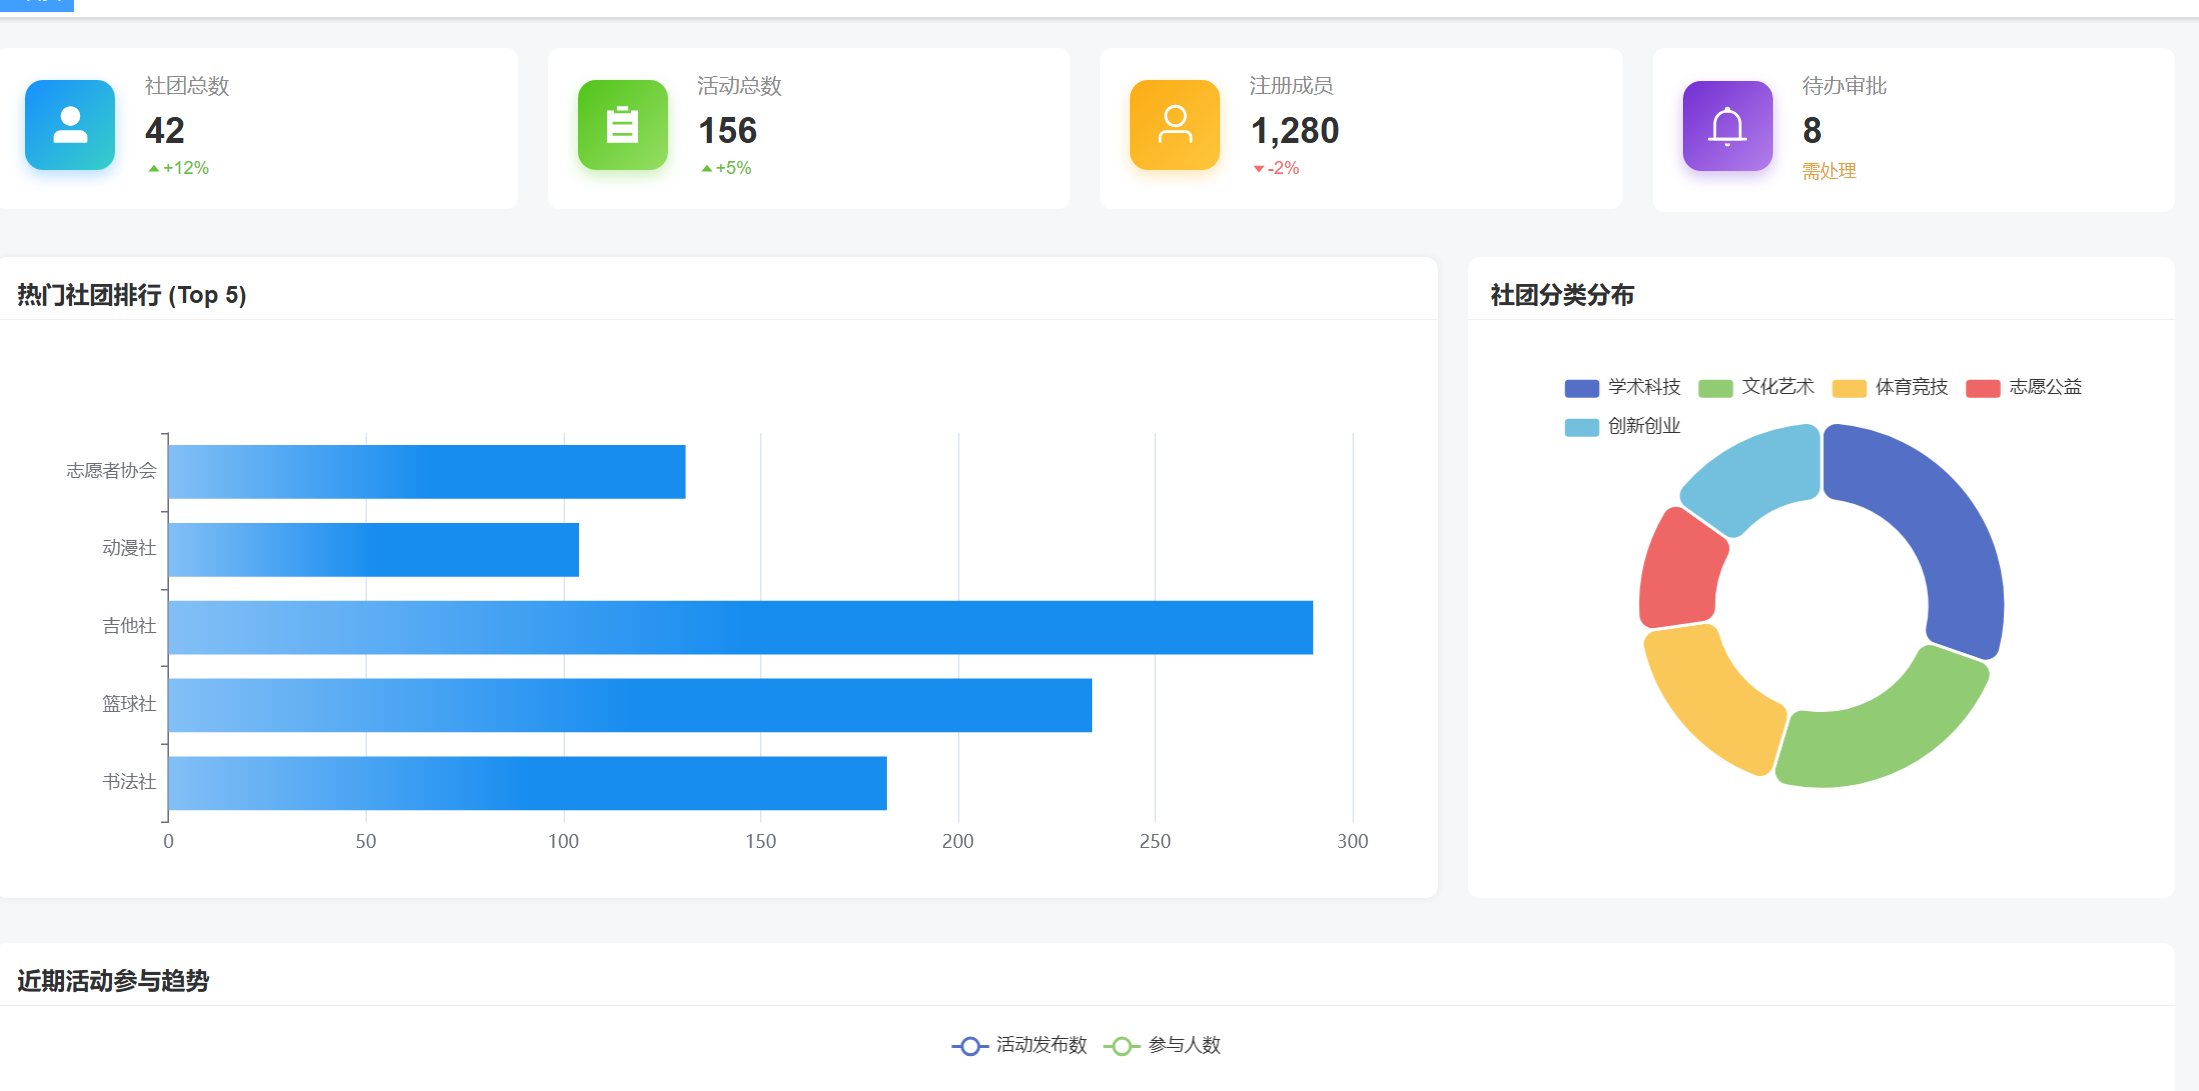 社团总数
42
+12%
活动总数
156
+5%
注册成员
1,280
-2%
待办审批
8
需处理
热门社团排行 (Top 5)
志愿者协会
动漫社
吉他社
篮球社
书法社
0 50 100 150 200 250 300
社团分类分布
学术科技 文化艺术 体育竞技 志愿公益
创新创业
近期活动参与趋势
活动发布数 参与人数